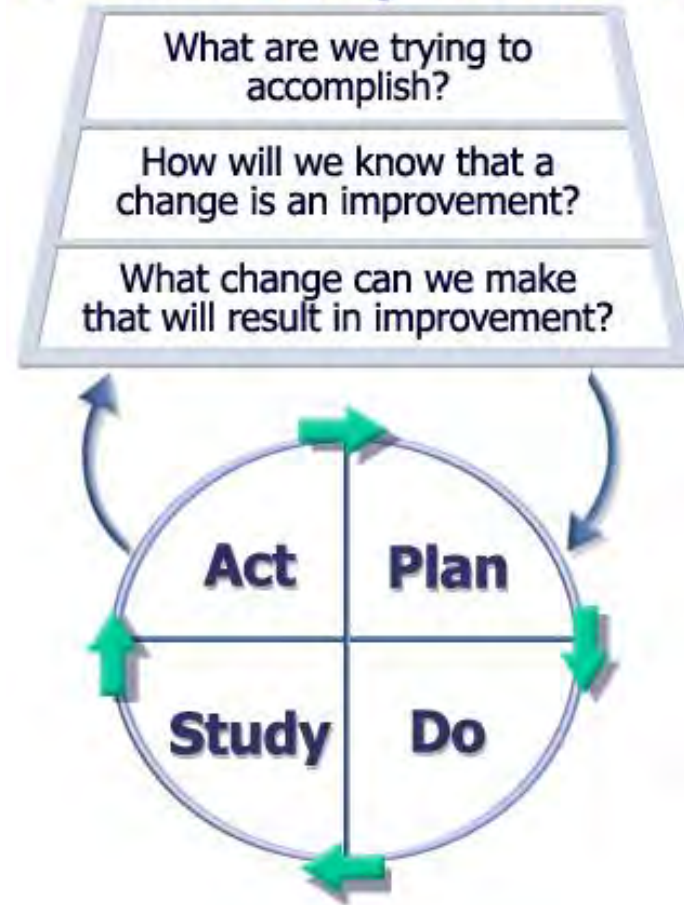 What are we trying to
accomplish?
How will we know that a
change is an improvement?
What change can we make
that will result in improvement?
Act
Plan
Study
Do